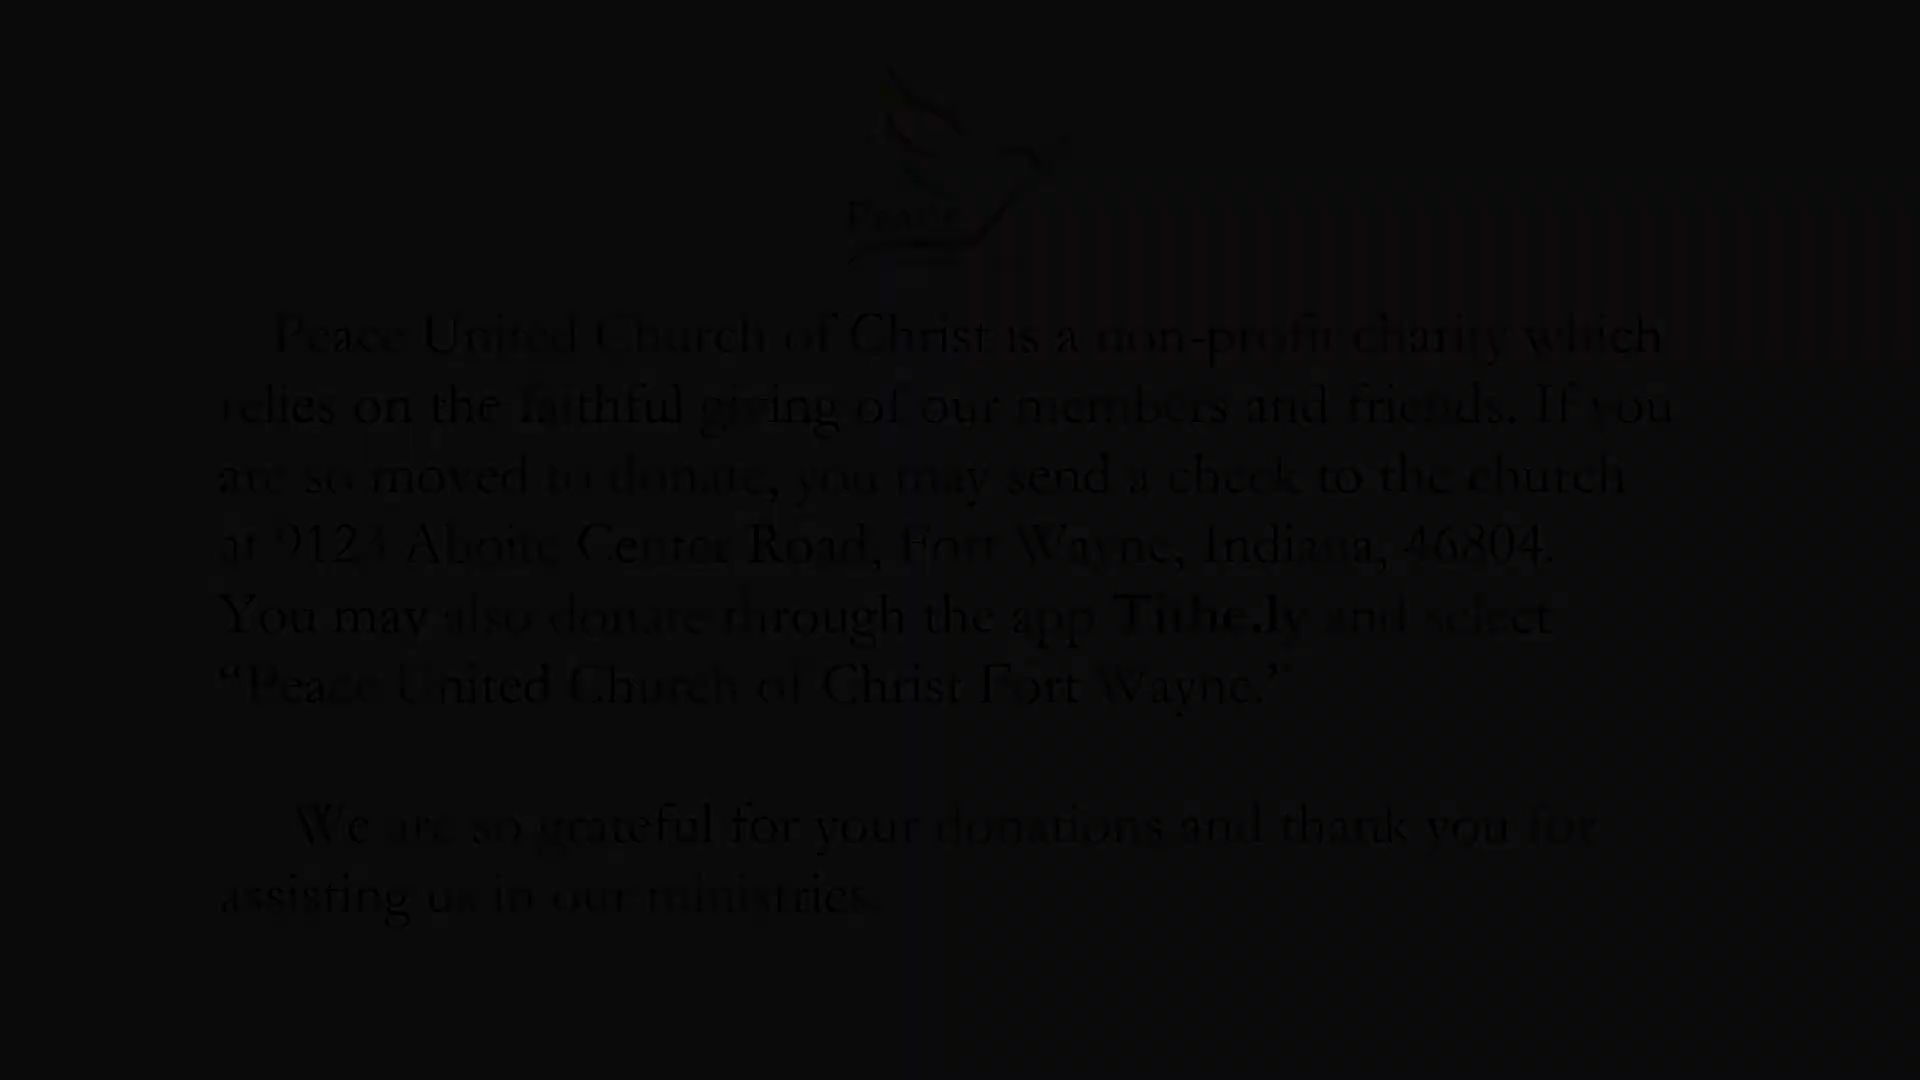 PEACE
Peace United Church of Christ is a non-profit charity which
relies on the faithful giving of our members and friends. If you
are so moved to donate, you may send a check to the church
at 9123 Aboite Center Road, Fort Wayne, Indiana, 46804.
You may also donate through the app Tithe.ly and select
“Peace United Church of Christ Fort Wayne.”
We are so grateful for your donations and thank you for
assisting us in our ministries.